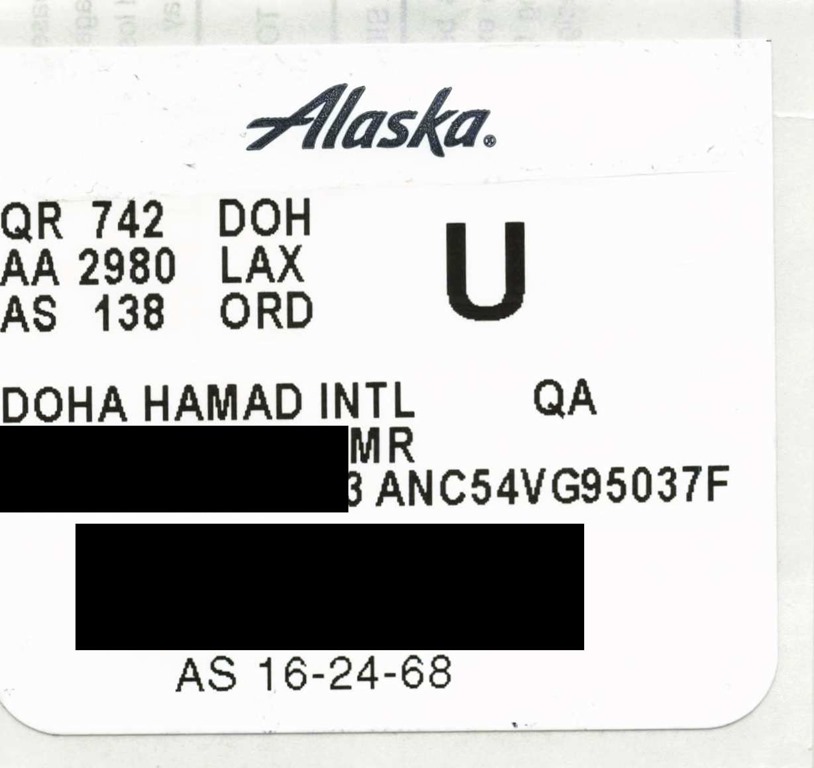 Alaska®
QR 742 DOH
AA 2980 LAX
AS 138 ORD
U
DOHA HAMAD INTL QA
MR
3 ANC54VG95037F
AS 16-24-68